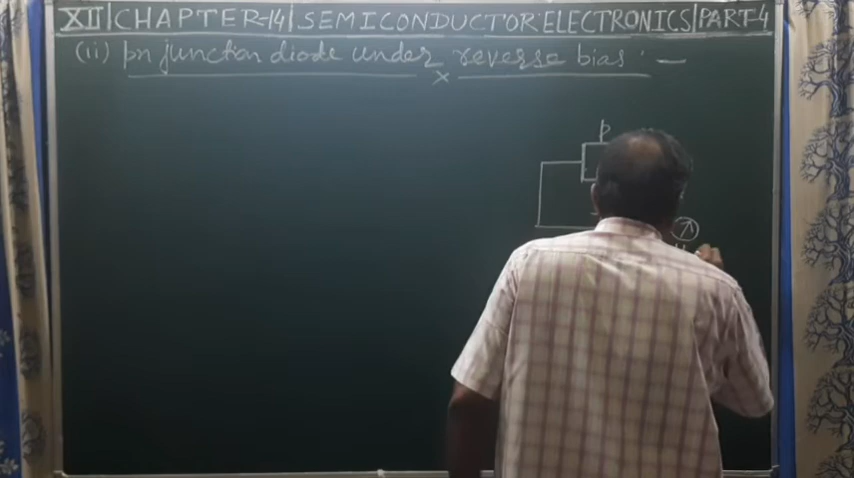 XII|CHAPTER-14|SEMICONDUCTOR ELECTRONICS|PART-4
(ii) pn junction diode under reverse bias :-
p